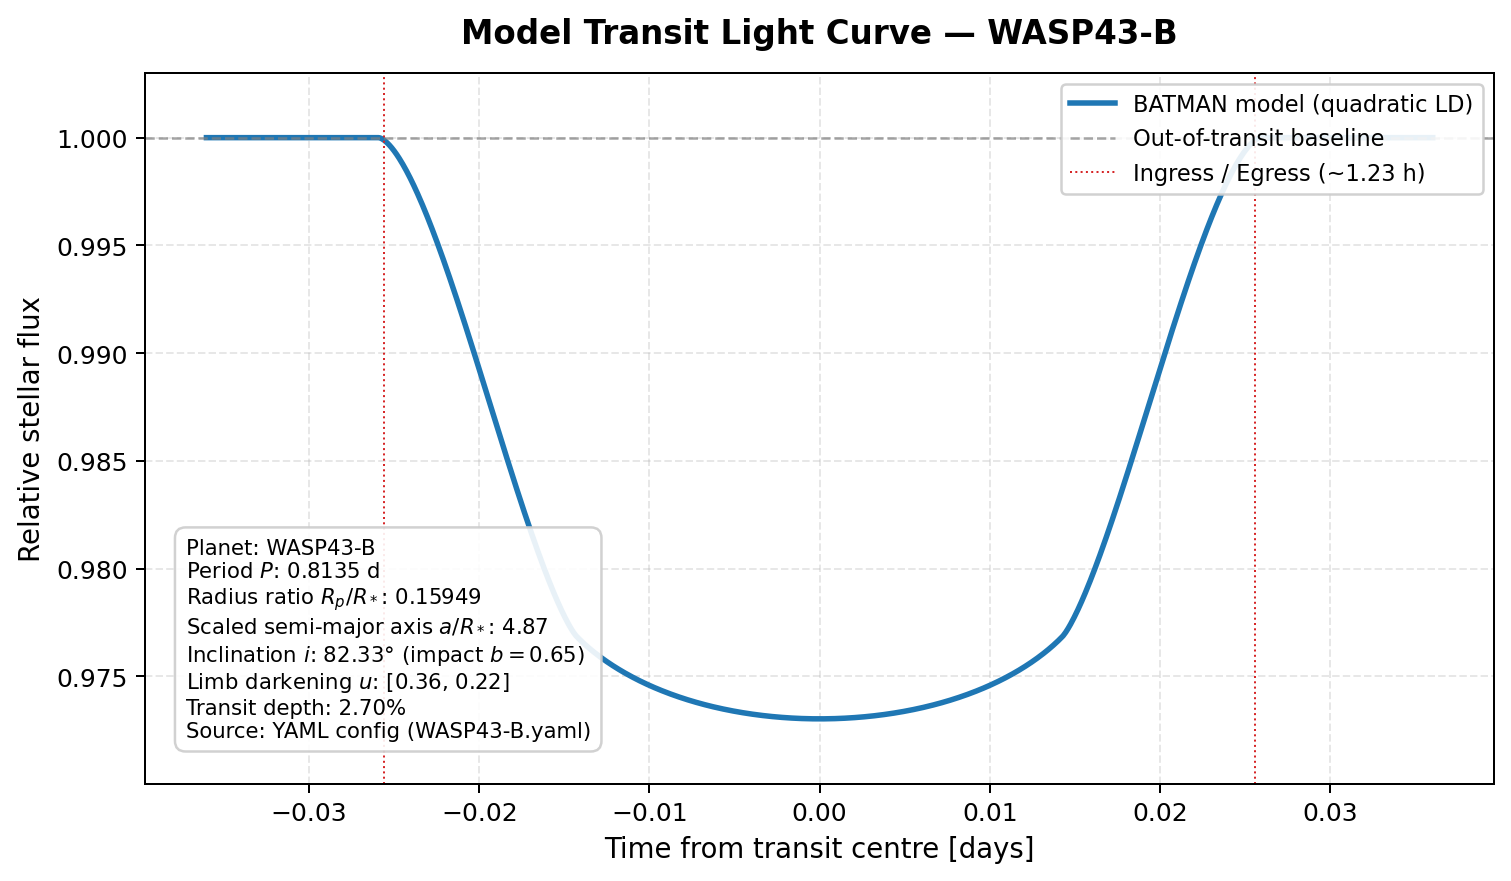 Model Transit Light Curve — WASP43-B
Relative stellar flux
1.000
0.995
0.990
0.985
0.980
0.975
BATMAN model (quadratic LD)
Out-of-transit baseline
Ingress / Egress (~1.23 h)
Planet: WASP43-B
Period P: 0.8135 d
Radius ratio Rₚ/R*: 0.15949
Scaled semi-major axis a/R*: 4.87
Inclination i: 82.33° (impact b = 0.65)
Limb darkening u: [0.36, 0.22]
Transit depth: 2.70%
Source: YAML config (WASP43-B.yaml)
−0.03 −0.02 −0.01 0.00 0.01 0.02 0.03
Time from transit centre [days]